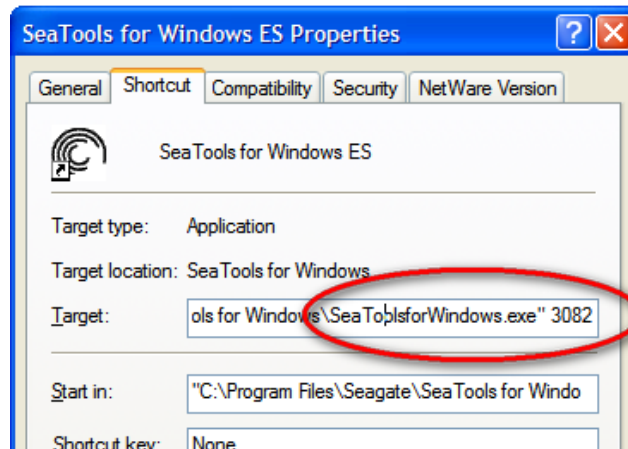 SeaTools for Windows ES Properties
General Shortcut Compatibility Security NetWare Version
SeaTools for Windows ES
Target type: Application
Target location: SeaTools for Windows
Target: ols for Windows\SeaToolsforWindows.exe" 3082
Start in: "C:\Program Files\Seagate\SeaTools for Windo
Shortcut key: None